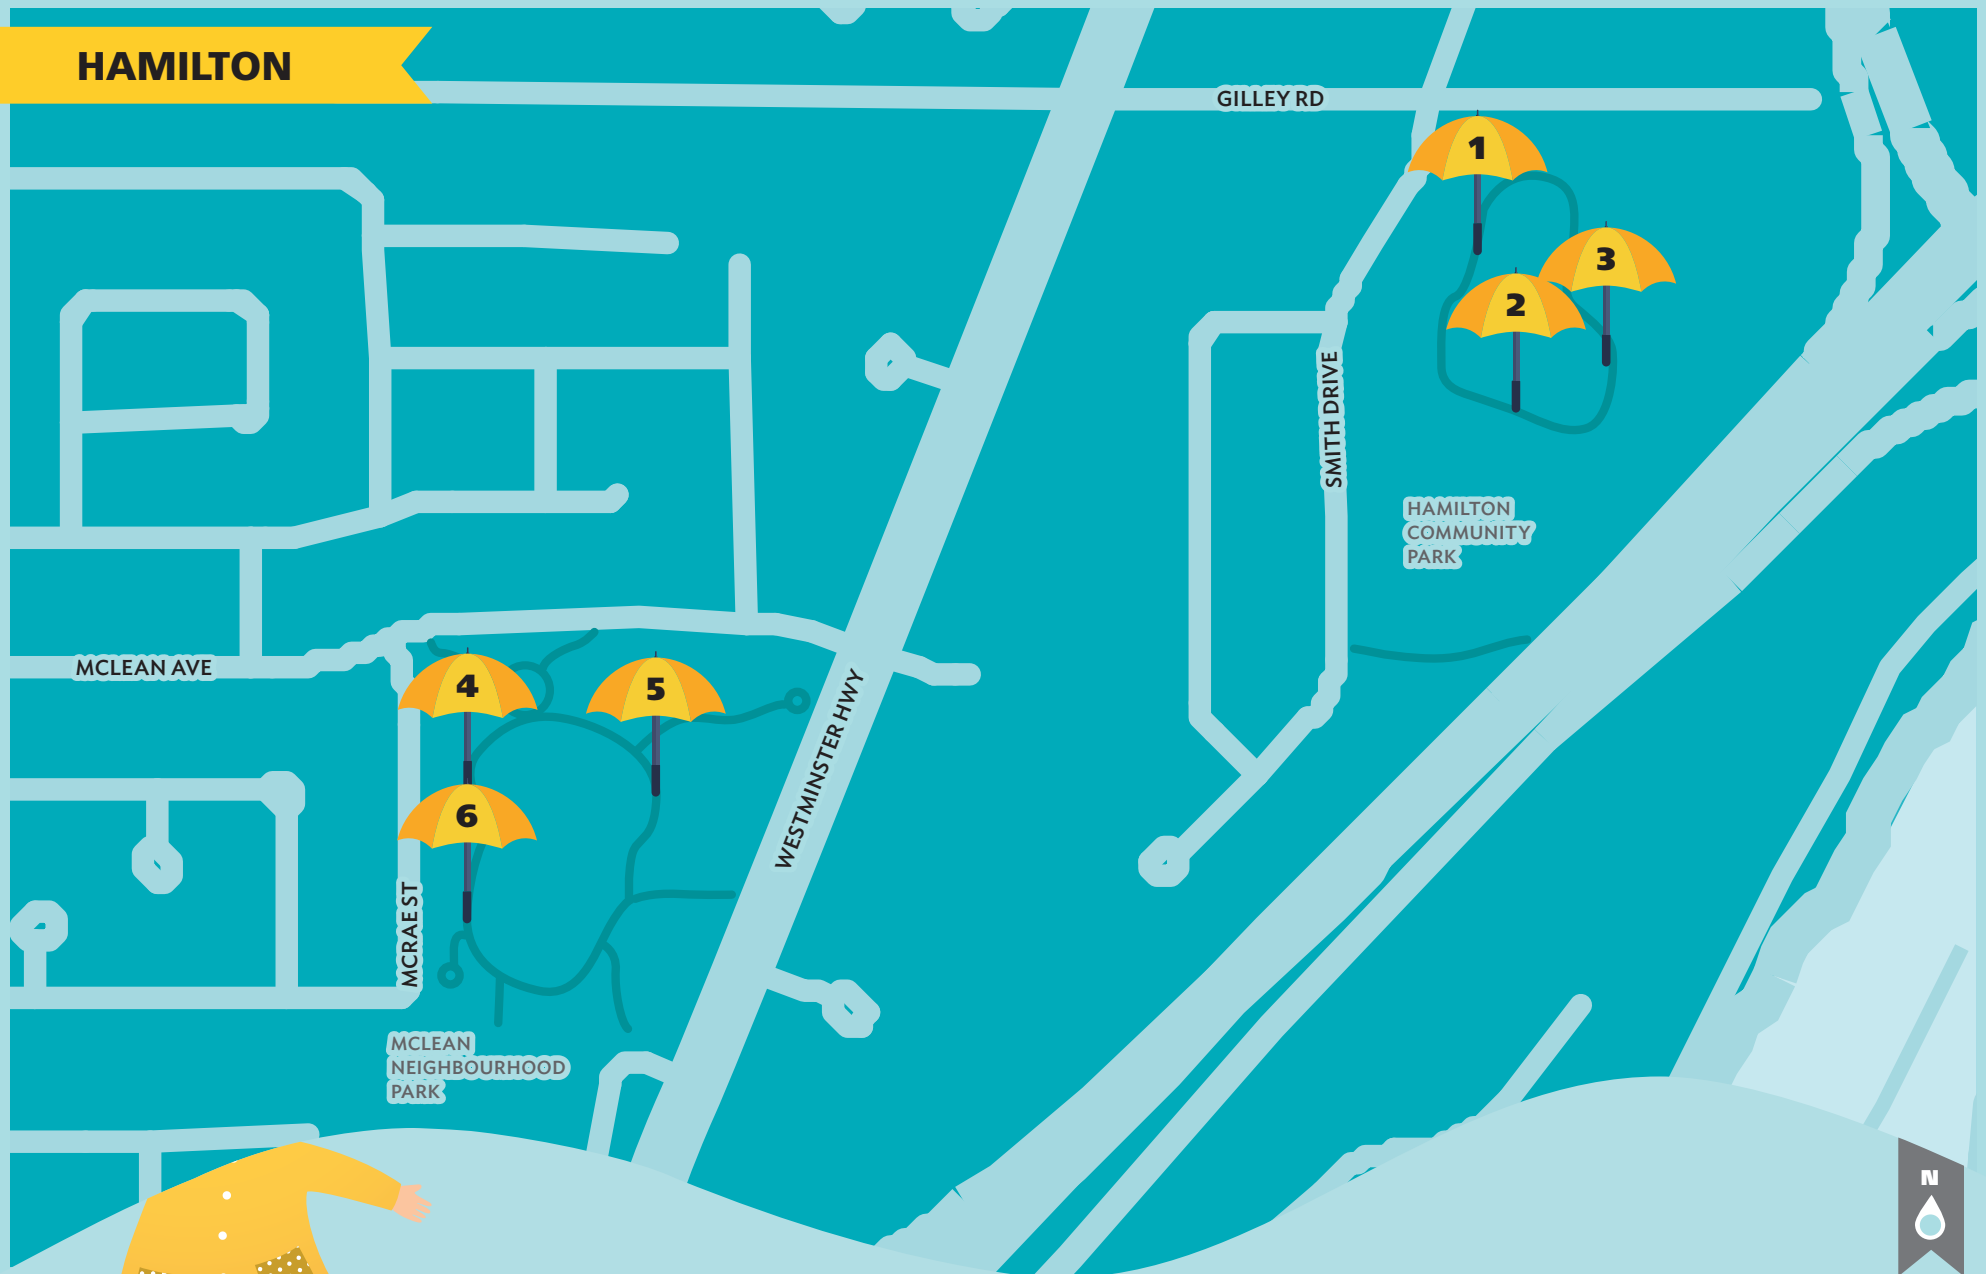 HAMILTON
GILLEY RD
1
3
2
SMITH DRIVE
HAMILTON
COMMUNITY
PARK
MCLEAN AVE
4
5
WESTMINSTER HWY
6
MCRAE ST
MCLEAN
NEIGHBOURHOOD
PARK
N